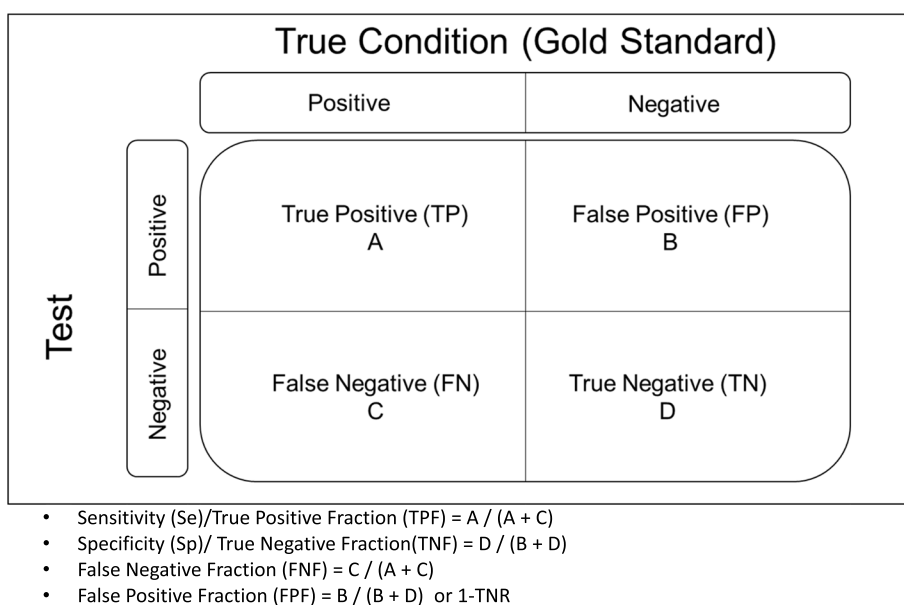 True Condition (Gold Standard)
Positive
Negative
Test
Positive
True Positive (TP)
A
False Positive (FP)
B
Negative
False Negative (FN)
C
True Negative (TN)
D
• Sensitivity (Se)/True Positive Fraction (TPF) = A / (A + C)
• Specificity (Sp)/ True Negative Fraction(TNF) = D / (B + D)
• False Negative Fraction (FNF) = C / (A + C)
• False Positive Fraction (FPF) = B / (B + D) or 1-TNR